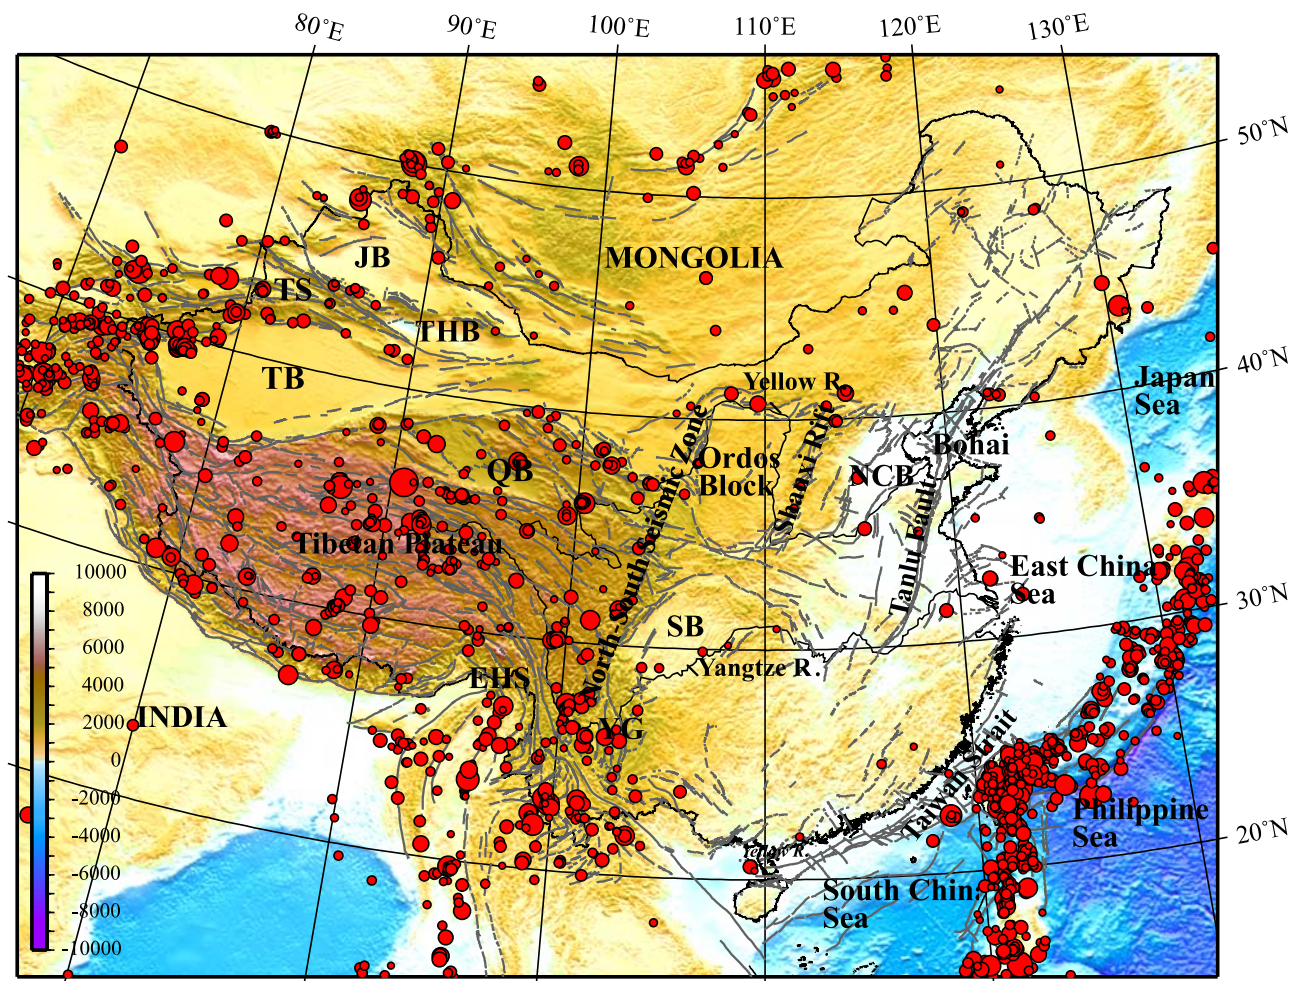 80°E
90°E
100°E
110°E
120°E
130°E
50°N
40°N
30°N
20°N
JB
MONGOLIA
TS
THB
TB
Yellow R.
Japan
Sea
QB
Ordos
Block
Shanxi Rift
North South Seismic Zone
NCB
Bohai
Tanlu Fault
Tibetan Plateau
East China
Sea
SB
Yangtze R.
EHS
YG
INDIA
Taiwan Strait
Philippine
Sea
Yellow R.
South China
Sea
10000
8000
6000
4000
2000
0
-2000
-4000
-6000
-8000
-10000